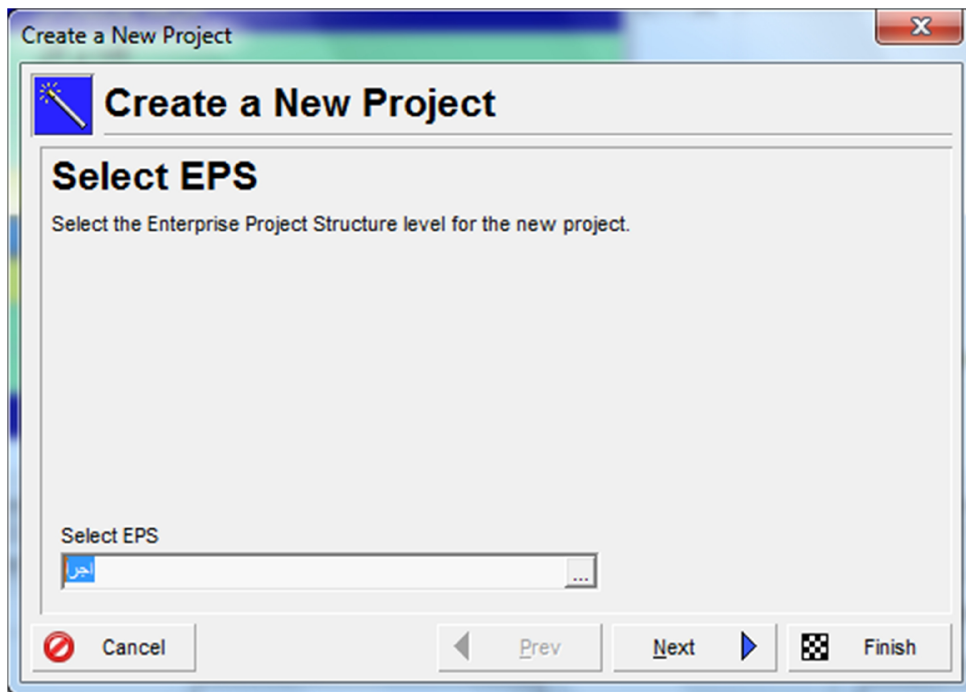 Create a New Project
Create a New Project
Select EPS
Select the Enterprise Project Structure level for the new project.
Select EPS
اجرا
...
Cancel
Prev
Next
Finish